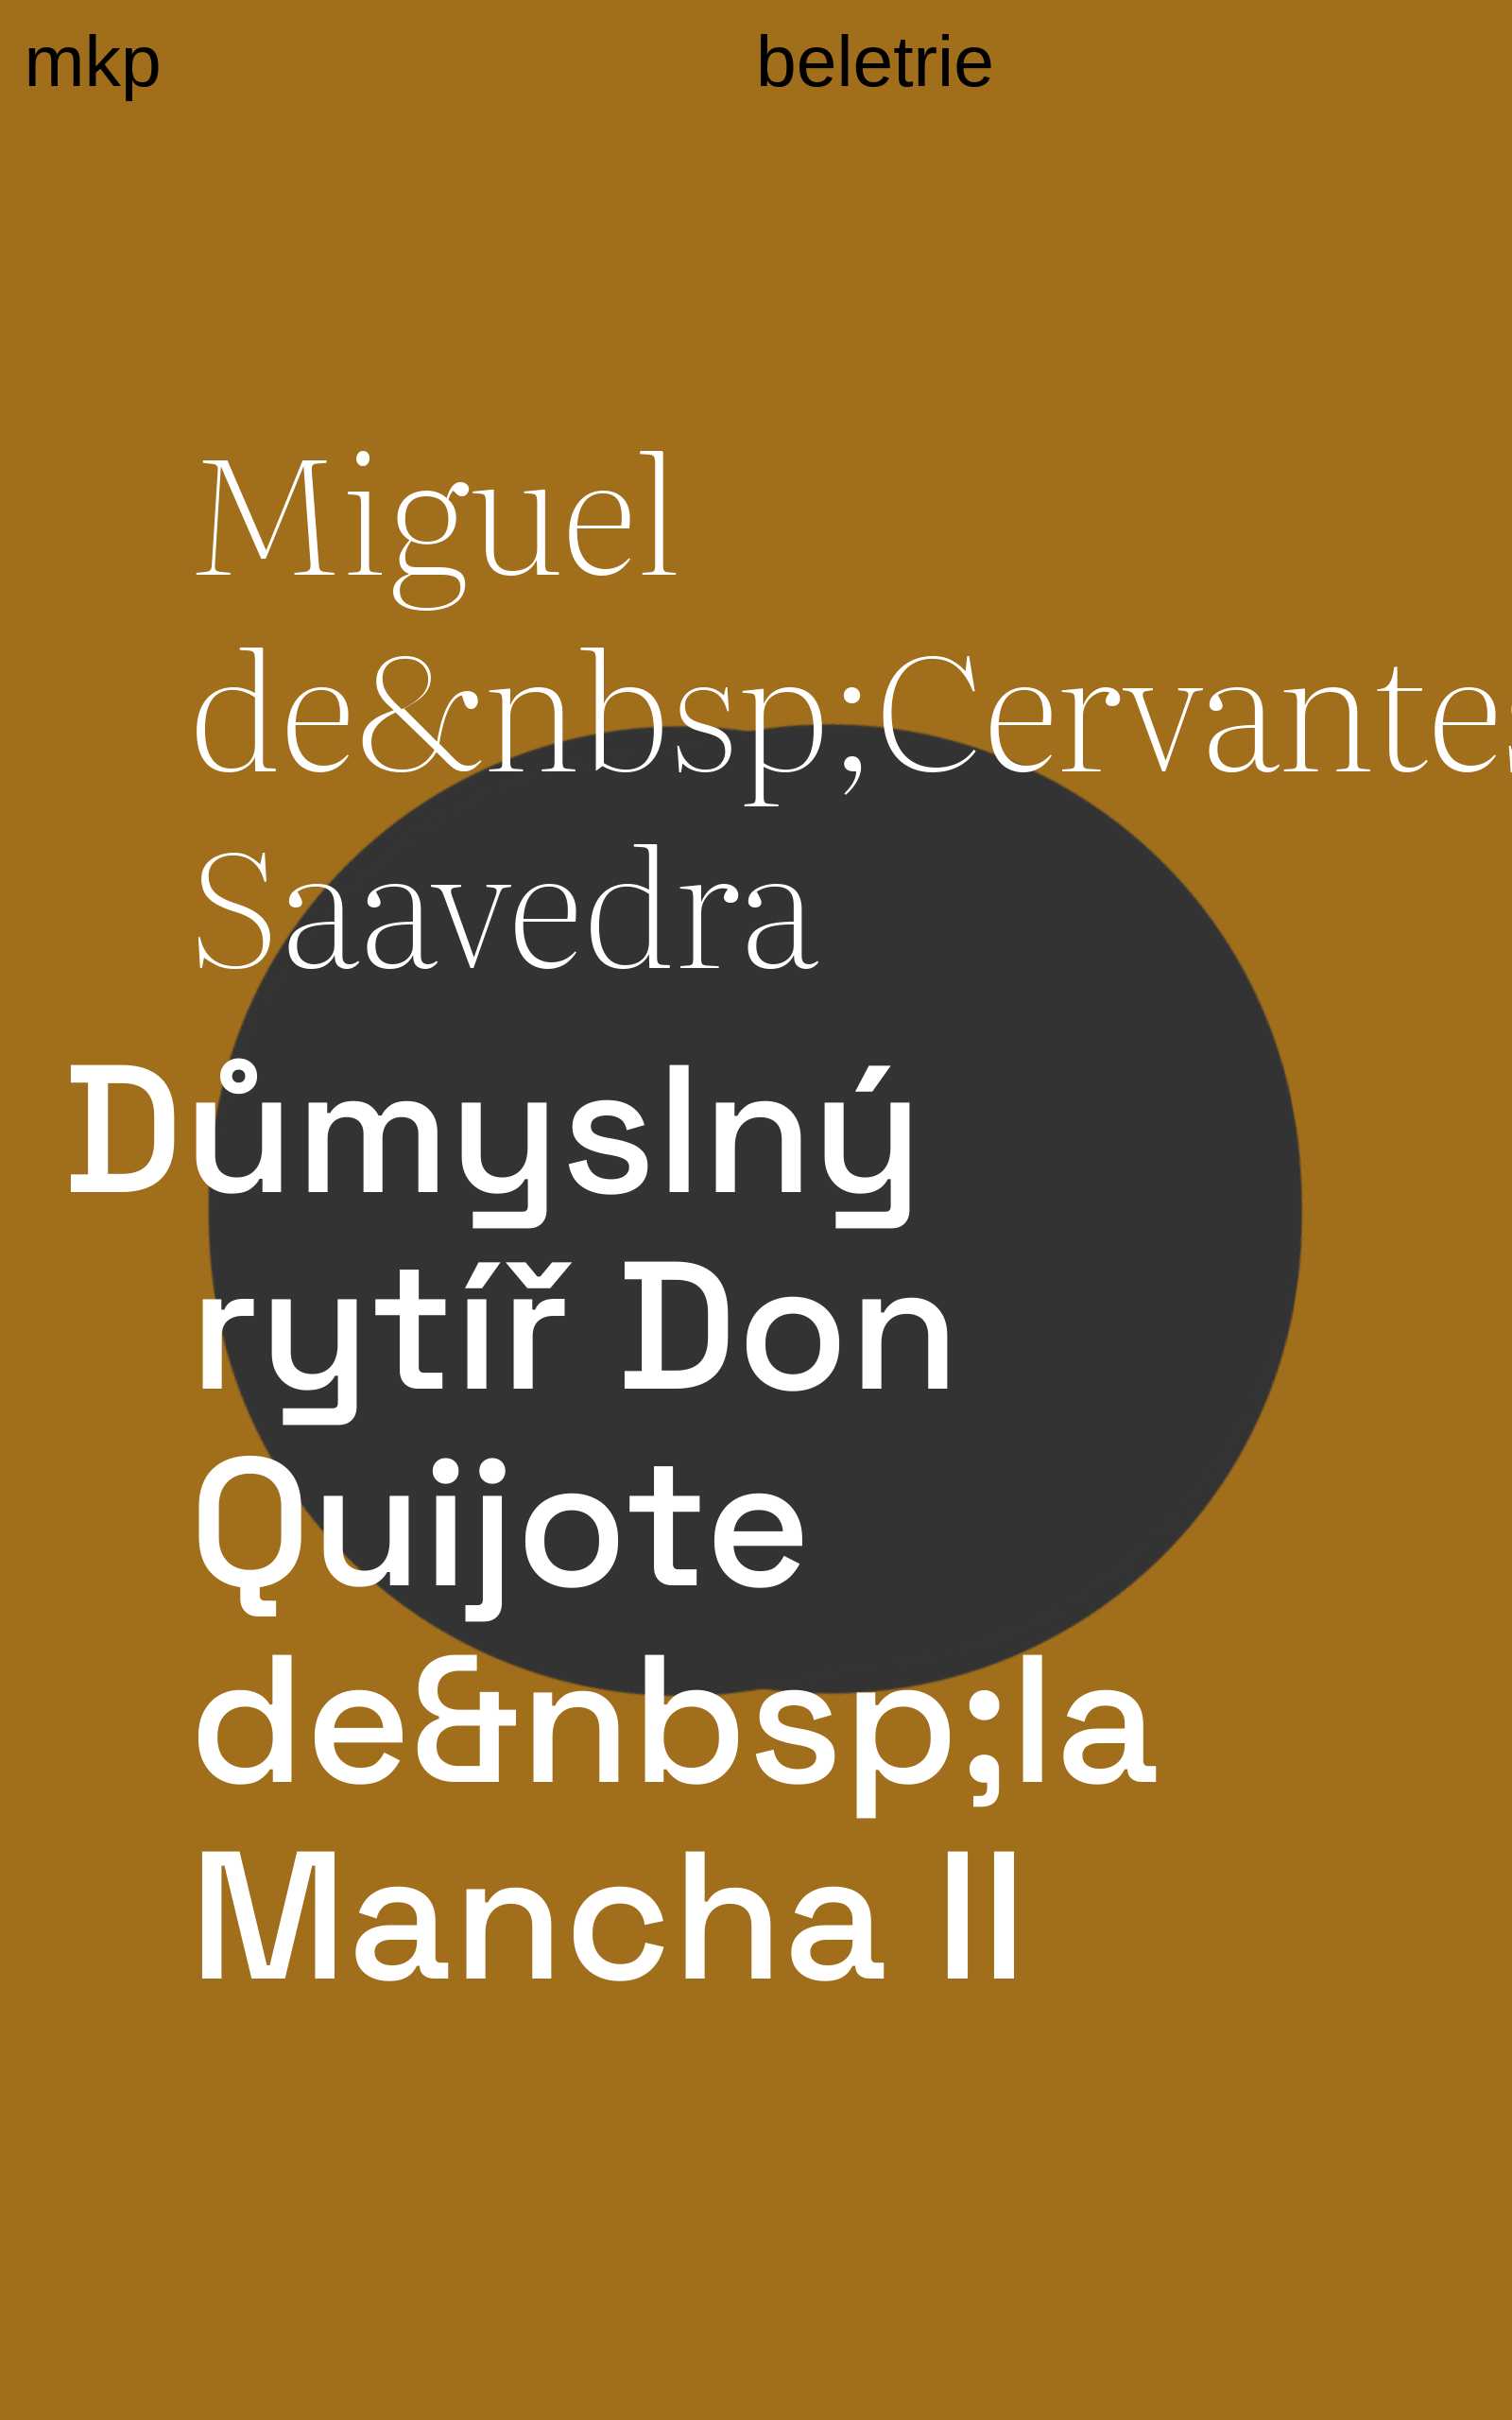 mkp beletrie
Miguel
de&nbsp;Cervantes
Saavedra
Důmyslný
rytíř Don
Quijote
de&nbsp;la
Mancha II